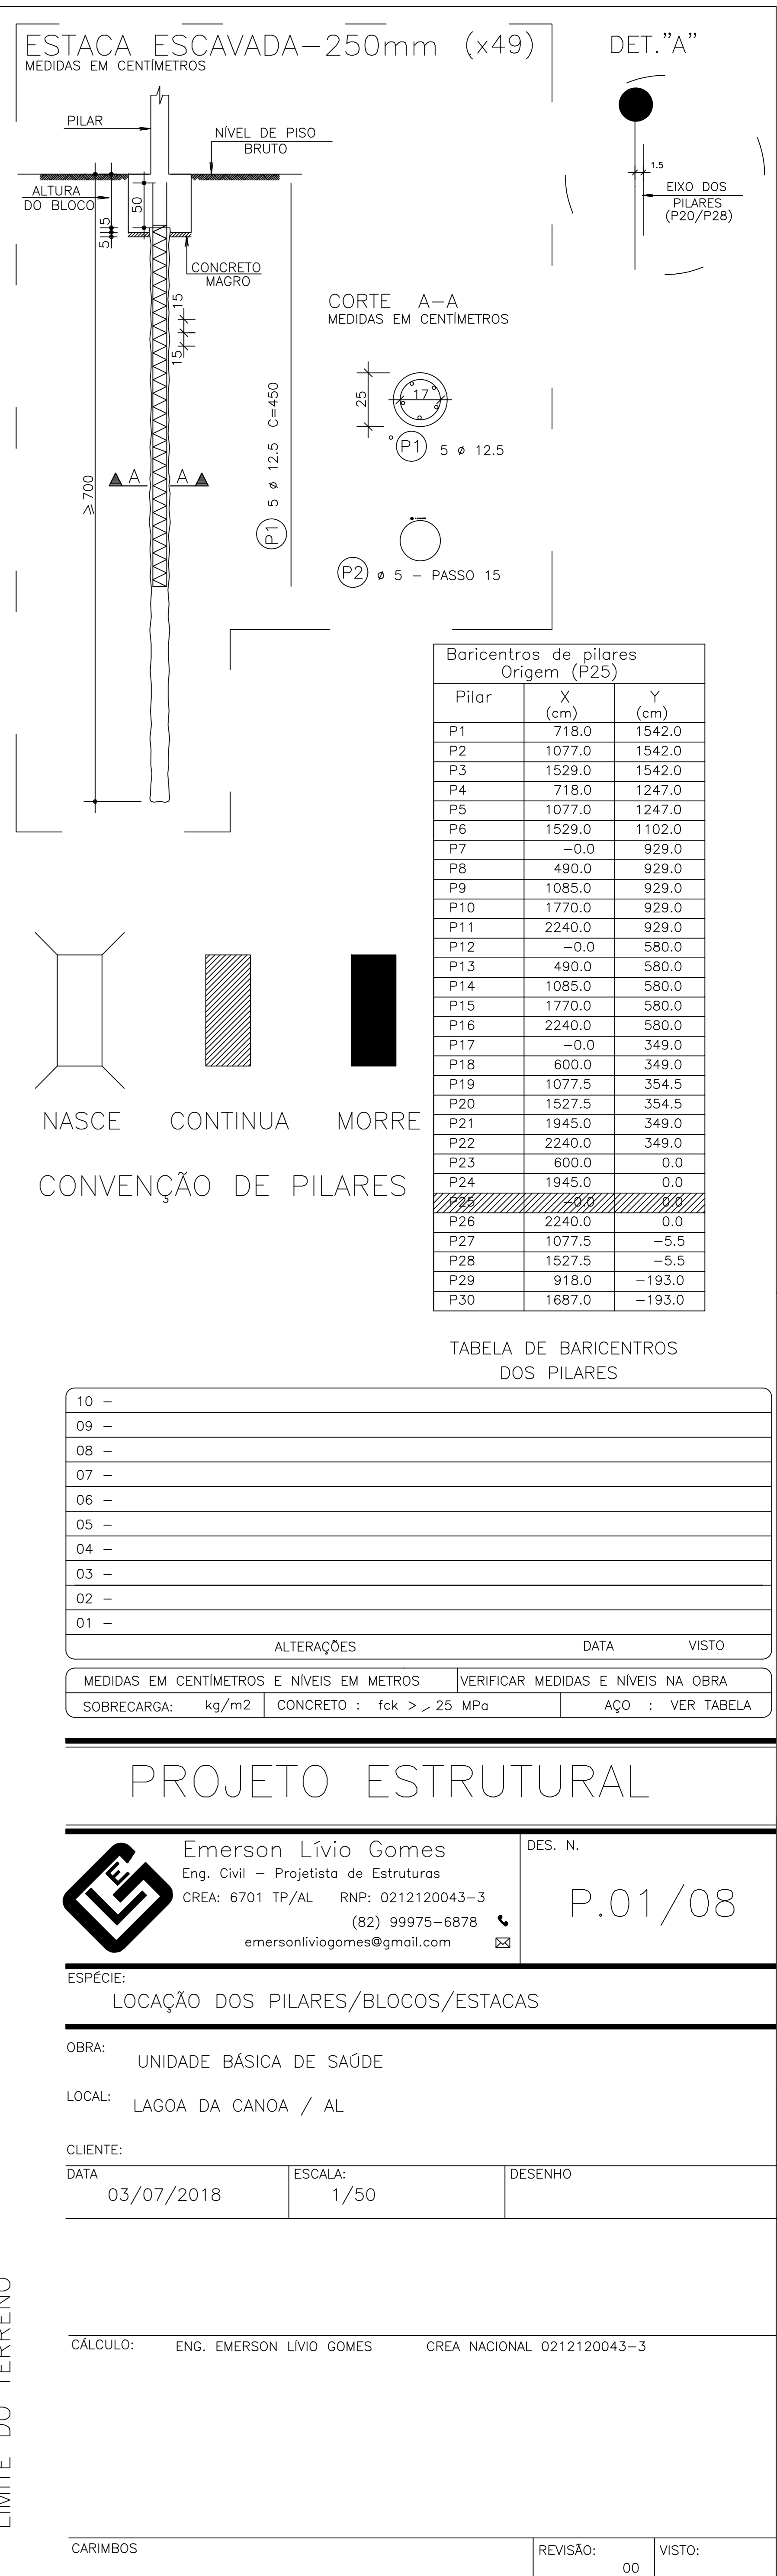 ESTACA ESCAVADA-250mm (x49)
MEDIDAS EM CENTÍMETROS
DET."A"
PILAR
NÍVEL DE PISO
BRUTO
ALTURA
DO BLOCO
50
5
15
CONCRETO
MAGRO
15
15
A A
≥700
P1 5 ø 12.5 C=450
1.5
EIXO DOS
PILARES
(P20/P28)
CORTE A-A
MEDIDAS EM CENTÍMETROS
25
17
P1 5 ø 12.5
P2 ø 5 - PASSO 15
Baricentros de pilares
Origem (P25)
Pilar X Y
(cm) (cm)
P1 718.0 1542.0
P2 1077.0 1542.0
P3 1529.0 1542.0
P4 718.0 1247.0
P5 1077.0 1247.0
P6 1529.0 1102.0
P7 -0.0 929.0
P8 490.0 929.0
P9 1085.0 929.0
P10 1770.0 929.0
P11 2240.0 929.0
P12 -0.0 580.0
P13 490.0 580.0
P14 1085.0 580.0
P15 1770.0 580.0
P16 2240.0 580.0
P17 -0.0 349.0
P18 600.0 349.0
P19 1077.5 354.5
P20 1527.5 354.5
P21 1945.0 349.0
P22 2240.0 349.0
P23 600.0 0.0
P24 1945.0 0.0
P25 -0.0 0.0
P26 2240.0 0.0
P27 1077.5 -5.5
P28 1527.5 -5.5
P29 918.0 -193.0
P30 1687.0 -193.0
TABELA DE BARICENTROS
DOS PILARES
NASCE CONTINUA MORRE
CONVENÇÃO DE PILARES
10 -
09 -
08 -
07 -
06 -
05 -
04 -
03 -
02 -
01 -
ALTERAÇÕES DATA VISTO
MEDIDAS EM CENTÍMETROS E NÍVEIS EM METROS VERIFICAR MEDIDAS E NÍVEIS NA OBRA
SOBRECARGA: kg/m2 CONCRETO : fck > 25 MPa AÇO : VER TABELA
PROJETO ESTRUTURAL
Emerson Lívio Gomes
Eng. Civil - Projetista de Estruturas
CREA: 6701 TP/AL RNP: 0212120043-3
(82) 99975-6878
emersonliviogomes@gmail.com
DES. N.
P.01/08
ESPÉCIE:
LOCAÇÃO DOS PILARES/BLOCOS/ESTACAS
OBRA:
UNIDADE BÁSICA DE SAÚDE
LOCAL:
LAGOA DA CANOA / AL
CLIENTE:
DATA ESCALA: DESENHO
03/07/2018 1/50
LIMITE DO TERRENO
CÁLCULO: ENG. EMERSON LÍVIO GOMES CREA NACIONAL 0212120043-3
CARIMBOS REVISÃO: VISTO:
00